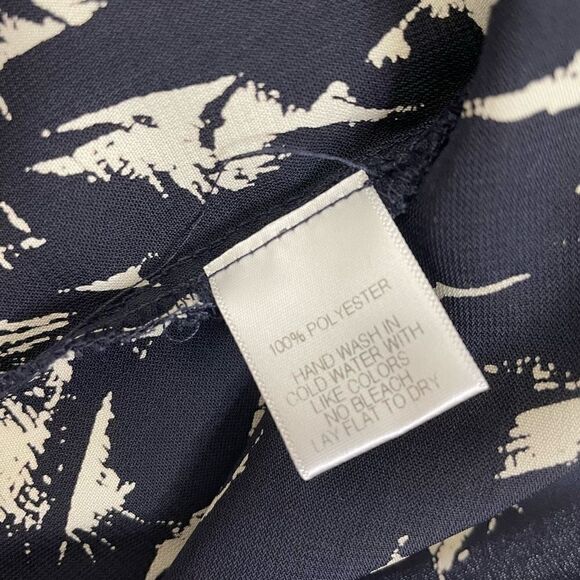 100% POLYESTER
HAND WASH IN
COLD WATER WITH
LIKE COLORS
NO BLEACH
LAY FLAT TO DRY